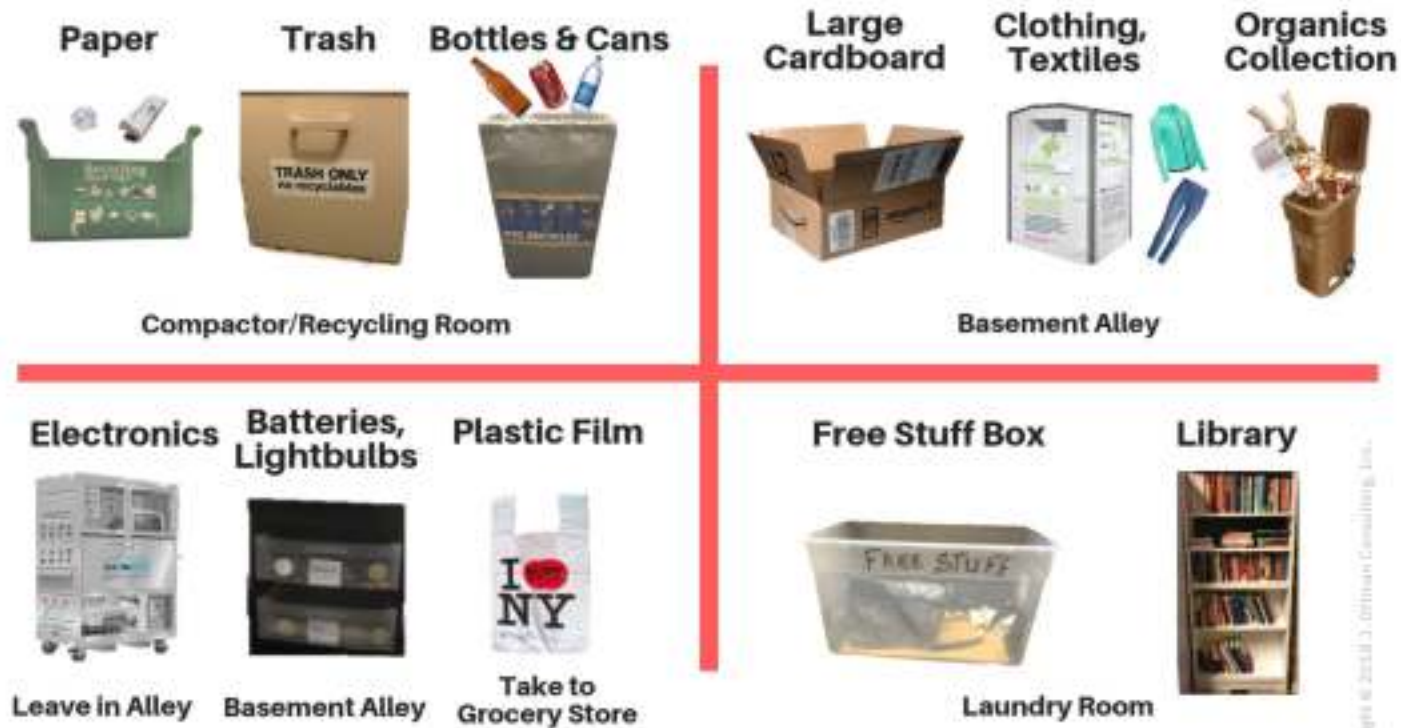 Paper
Trash
Bottles & Cans
TRASH ONLY
no recyclables
Recycling
Compactor/Recycling Room
Large
Cardboard
Clothing,
Textiles
Organics
Collection
Basement Alley
Electronics
Batteries,
Lightbulbs
Plastic Film
I
NY
Leave in Alley
Basement Alley
Take to
Grocery Store
Free Stuff Box
Library
FREE STUFF
Laundry Room